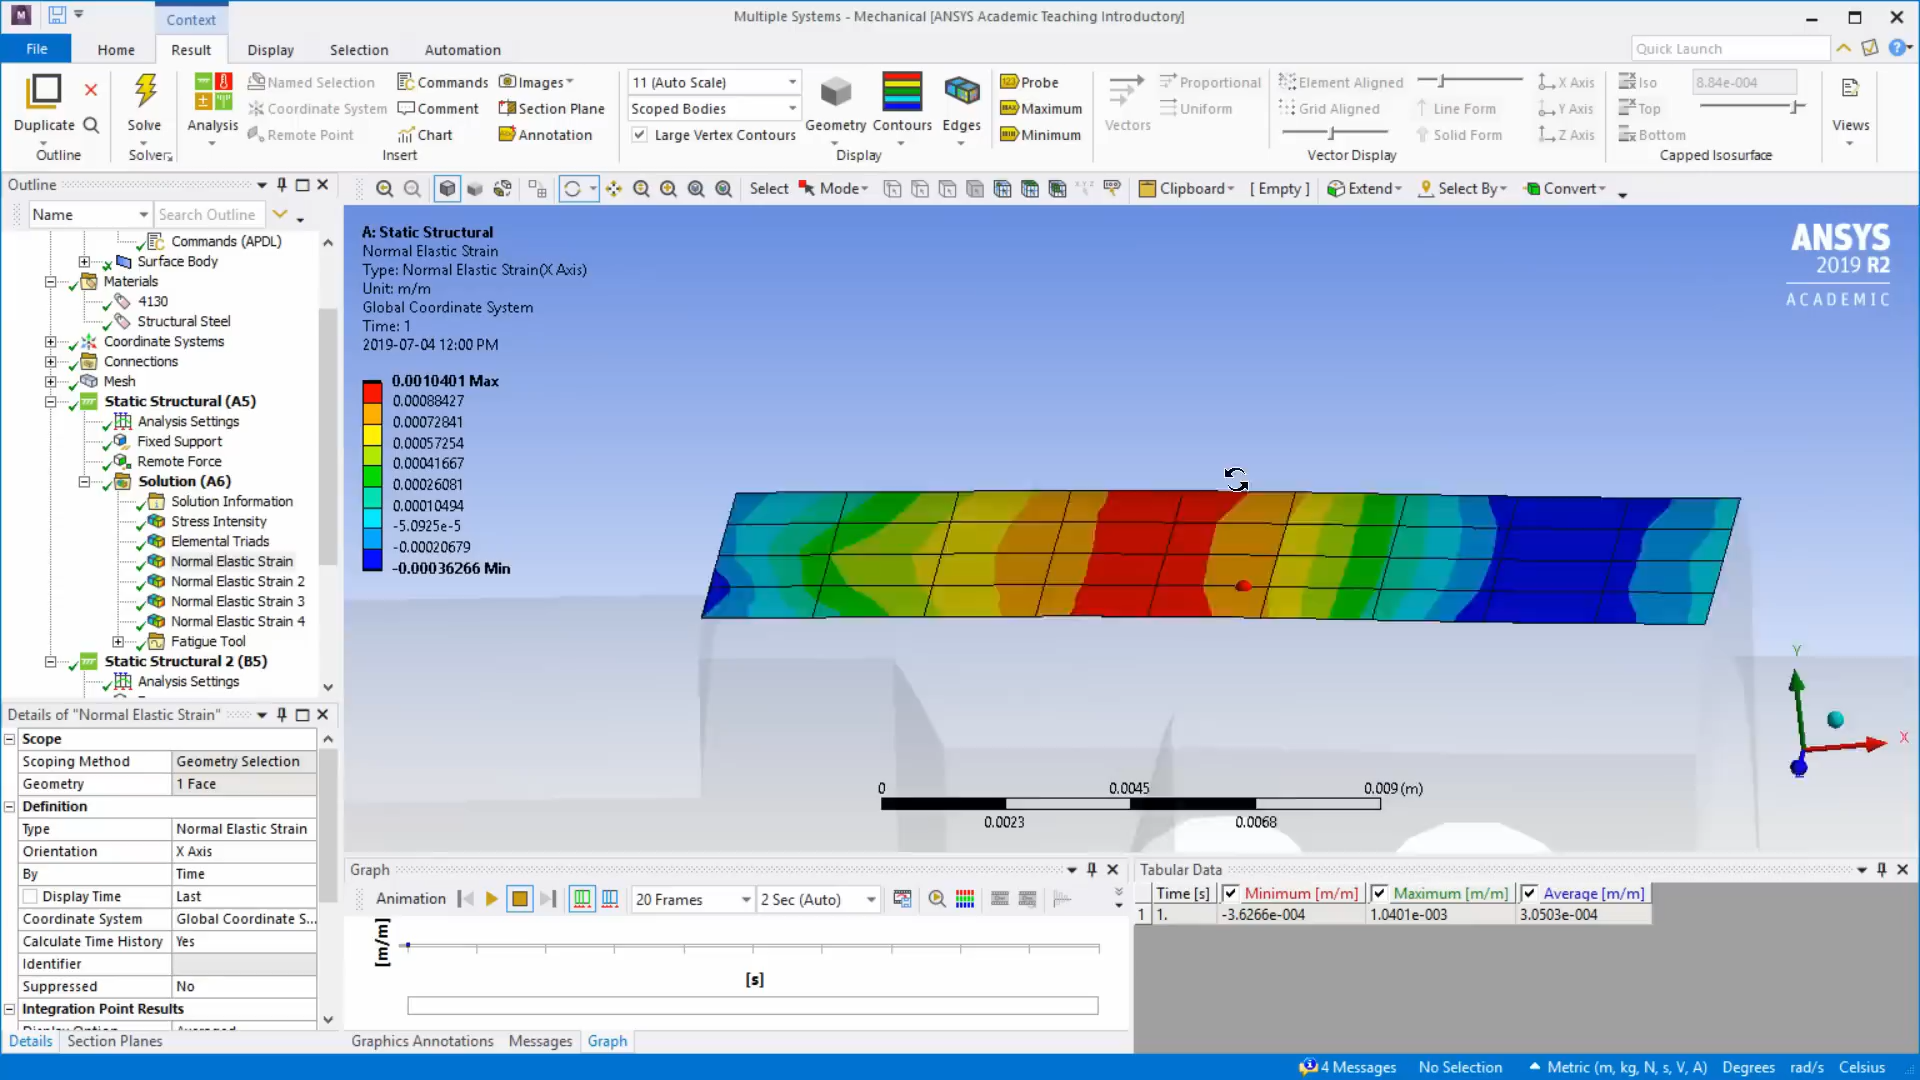 Context
Multiple Systems - Mechanical [ANSYS Academic Teaching Introductory]
File Home Result Display Selection Automation
Quick Launch
Duplicate
Outline
Solve
Solver
Analysis
Named Selection
Coordinate System
Remote Point
Commands
Comment
Chart
Images
Section Plane
Annotation
Insert
11 (Auto Scale)
Scoped Bodies
Large Vertex Contours
Geometry Contours Edges
Display
Probe
Maximum
Minimum
Vectors
Proportional
Uniform
Element Aligned
Grid Aligned
Line Form
Solid Form
X Axis
Y Axis
Z Axis
Vector Display
Iso 8.84e-004
Top
Bottom
Capped Isosurface
Views
Outline
Name Search Outline
Select Mode Clipboard [ Empty ] Extend Select By Convert
Commands (APDL)
Surface Body
Materials
4130
Structural Steel
Coordinate Systems
Connections
Mesh
Static Structural (A5)
Analysis Settings
Fixed Support
Remote Force
Solution (A6)
Solution Information
Stress Intensity
Elemental Triads
Normal Elastic Strain
Normal Elastic Strain 2
Normal Elastic Strain 3
Normal Elastic Strain 4
Fatigue Tool
Static Structural 2 (B5)
Analysis Settings
A: Static Structural
Normal Elastic Strain
Type: Normal Elastic Strain(X Axis)
Unit: m/m
Global Coordinate System
Time: 1
2019-07-04 12:00 PM
0.0010401 Max
0.00088427
0.00072841
0.00057254
0.00041667
0.00026081
0.00010494
-5.0925e-5
-0.00020679
-0.00036266 Min
ANSYS
2019 R2
ACADEMIC
Y
X
0 0.0045 0.009 (m)
0.0023 0.0068
Details of "Normal Elastic Strain"
Scope
Scoping Method Geometry Selection
Geometry 1 Face
Definition
Type Normal Elastic Strain
Orientation X Axis
By Time
Display Time Last
Coordinate System Global Coordinate S...
Calculate Time History Yes
Identifier
Suppressed No
Integration Point Results
Details Section Planes
Graph
Animation 20 Frames 2 Sec (Auto)
[m/m]
[s]
Graphics Annotations Messages Graph
Tabular Data
Time [s] Minimum [m/m] Maximum [m/m] Average [m/m]
1 1. -3.6266e-004 1.0401e-003 3.0503e-004
4 Messages No Selection Metric (m, kg, N, s, V, A) Degrees rad/s Celsius